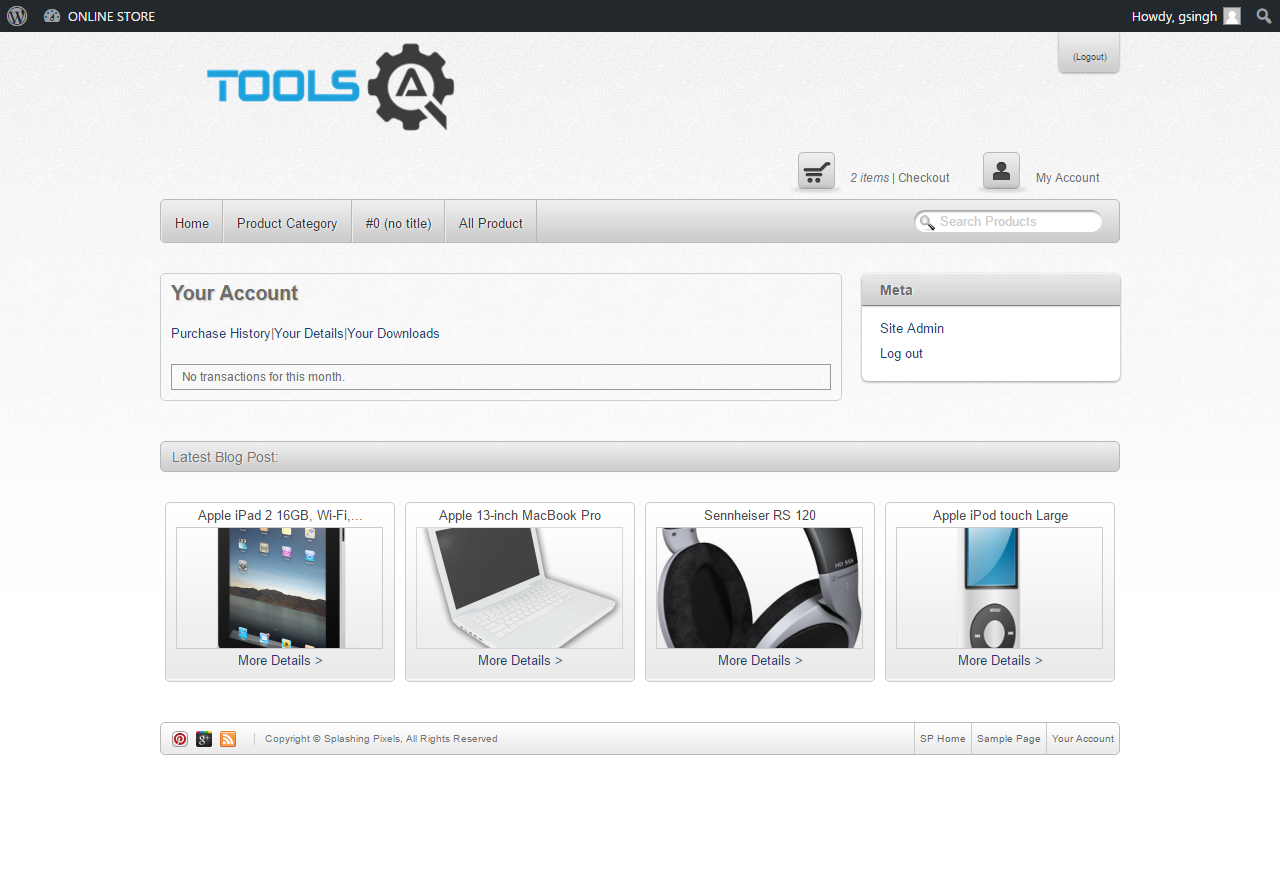 ONLINE STORE
Howdy, gsingh
(Logout)
TOOLS QA
2 items | Checkout
My Account
Home
Product Category
#0 (no title)
All Product
Search Products
Your Account
Purchase History|Your Details|Your Downloads
No transactions for this month.
Meta
Site Admin
Log out
Latest Blog Post:
Apple iPad 2 16GB, Wi-Fi,...
Apple 13-inch MacBook Pro
Sennheiser RS 120
Apple iPod touch Large
HD 555
MENU
More Details >
More Details >
More Details >
More Details >
Copyright © Splashing Pixels, All Rights Reserved
SP Home
Sample Page
Your Account